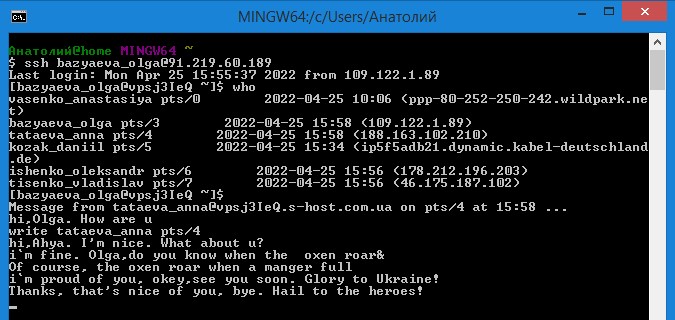 MINGW64:/c/Users/Анатолий
Анатолий@home MINGW64 ~
$ ssh bazyaeva_olga@91.219.60.189
Last login: Mon Apr 25 15:55:37 2022 from 109.122.1.89
[bazyaeva_olga@vpsj3IeQ ~]$ who
vasenko_anastasiya pts/0        2022-04-25 10:06 (ppp-80-252-250-242.wildpark.ne
t)
bazyaeva_olga pts/3        2022-04-25 15:58 (109.122.1.89)
tataeva_anna pts/4        2022-04-25 15:58 (188.163.102.210)
kozak_daniil pts/5        2022-04-25 15:34 (ip5f5adb21.dynamic.kabel-deutschland
.de)
ishenko_oleksandr pts/6        2022-04-25 15:56 (178.212.196.203)
tisenko_vladislav pts/7        2022-04-25 15:56 (46.175.187.102)
[bazyaeva_olga@vpsj3IeQ ~]$
Message from tataeva_anna@vpsj3IeQ.s-host.com.ua on pts/4 at 15:58 ...
hi,Olga. How are u
write tataeva_anna pts/4
hi,Ahya. I'm nice. What about u?
i`m fine. Olga,do you know when the  oxen roar&
Of course, the oxen roar when a manger full
i`m proud of you, okey,see you soon. Glory to Ukraine!
Thanks, that's nice of you, bye. Hail to the heroes!